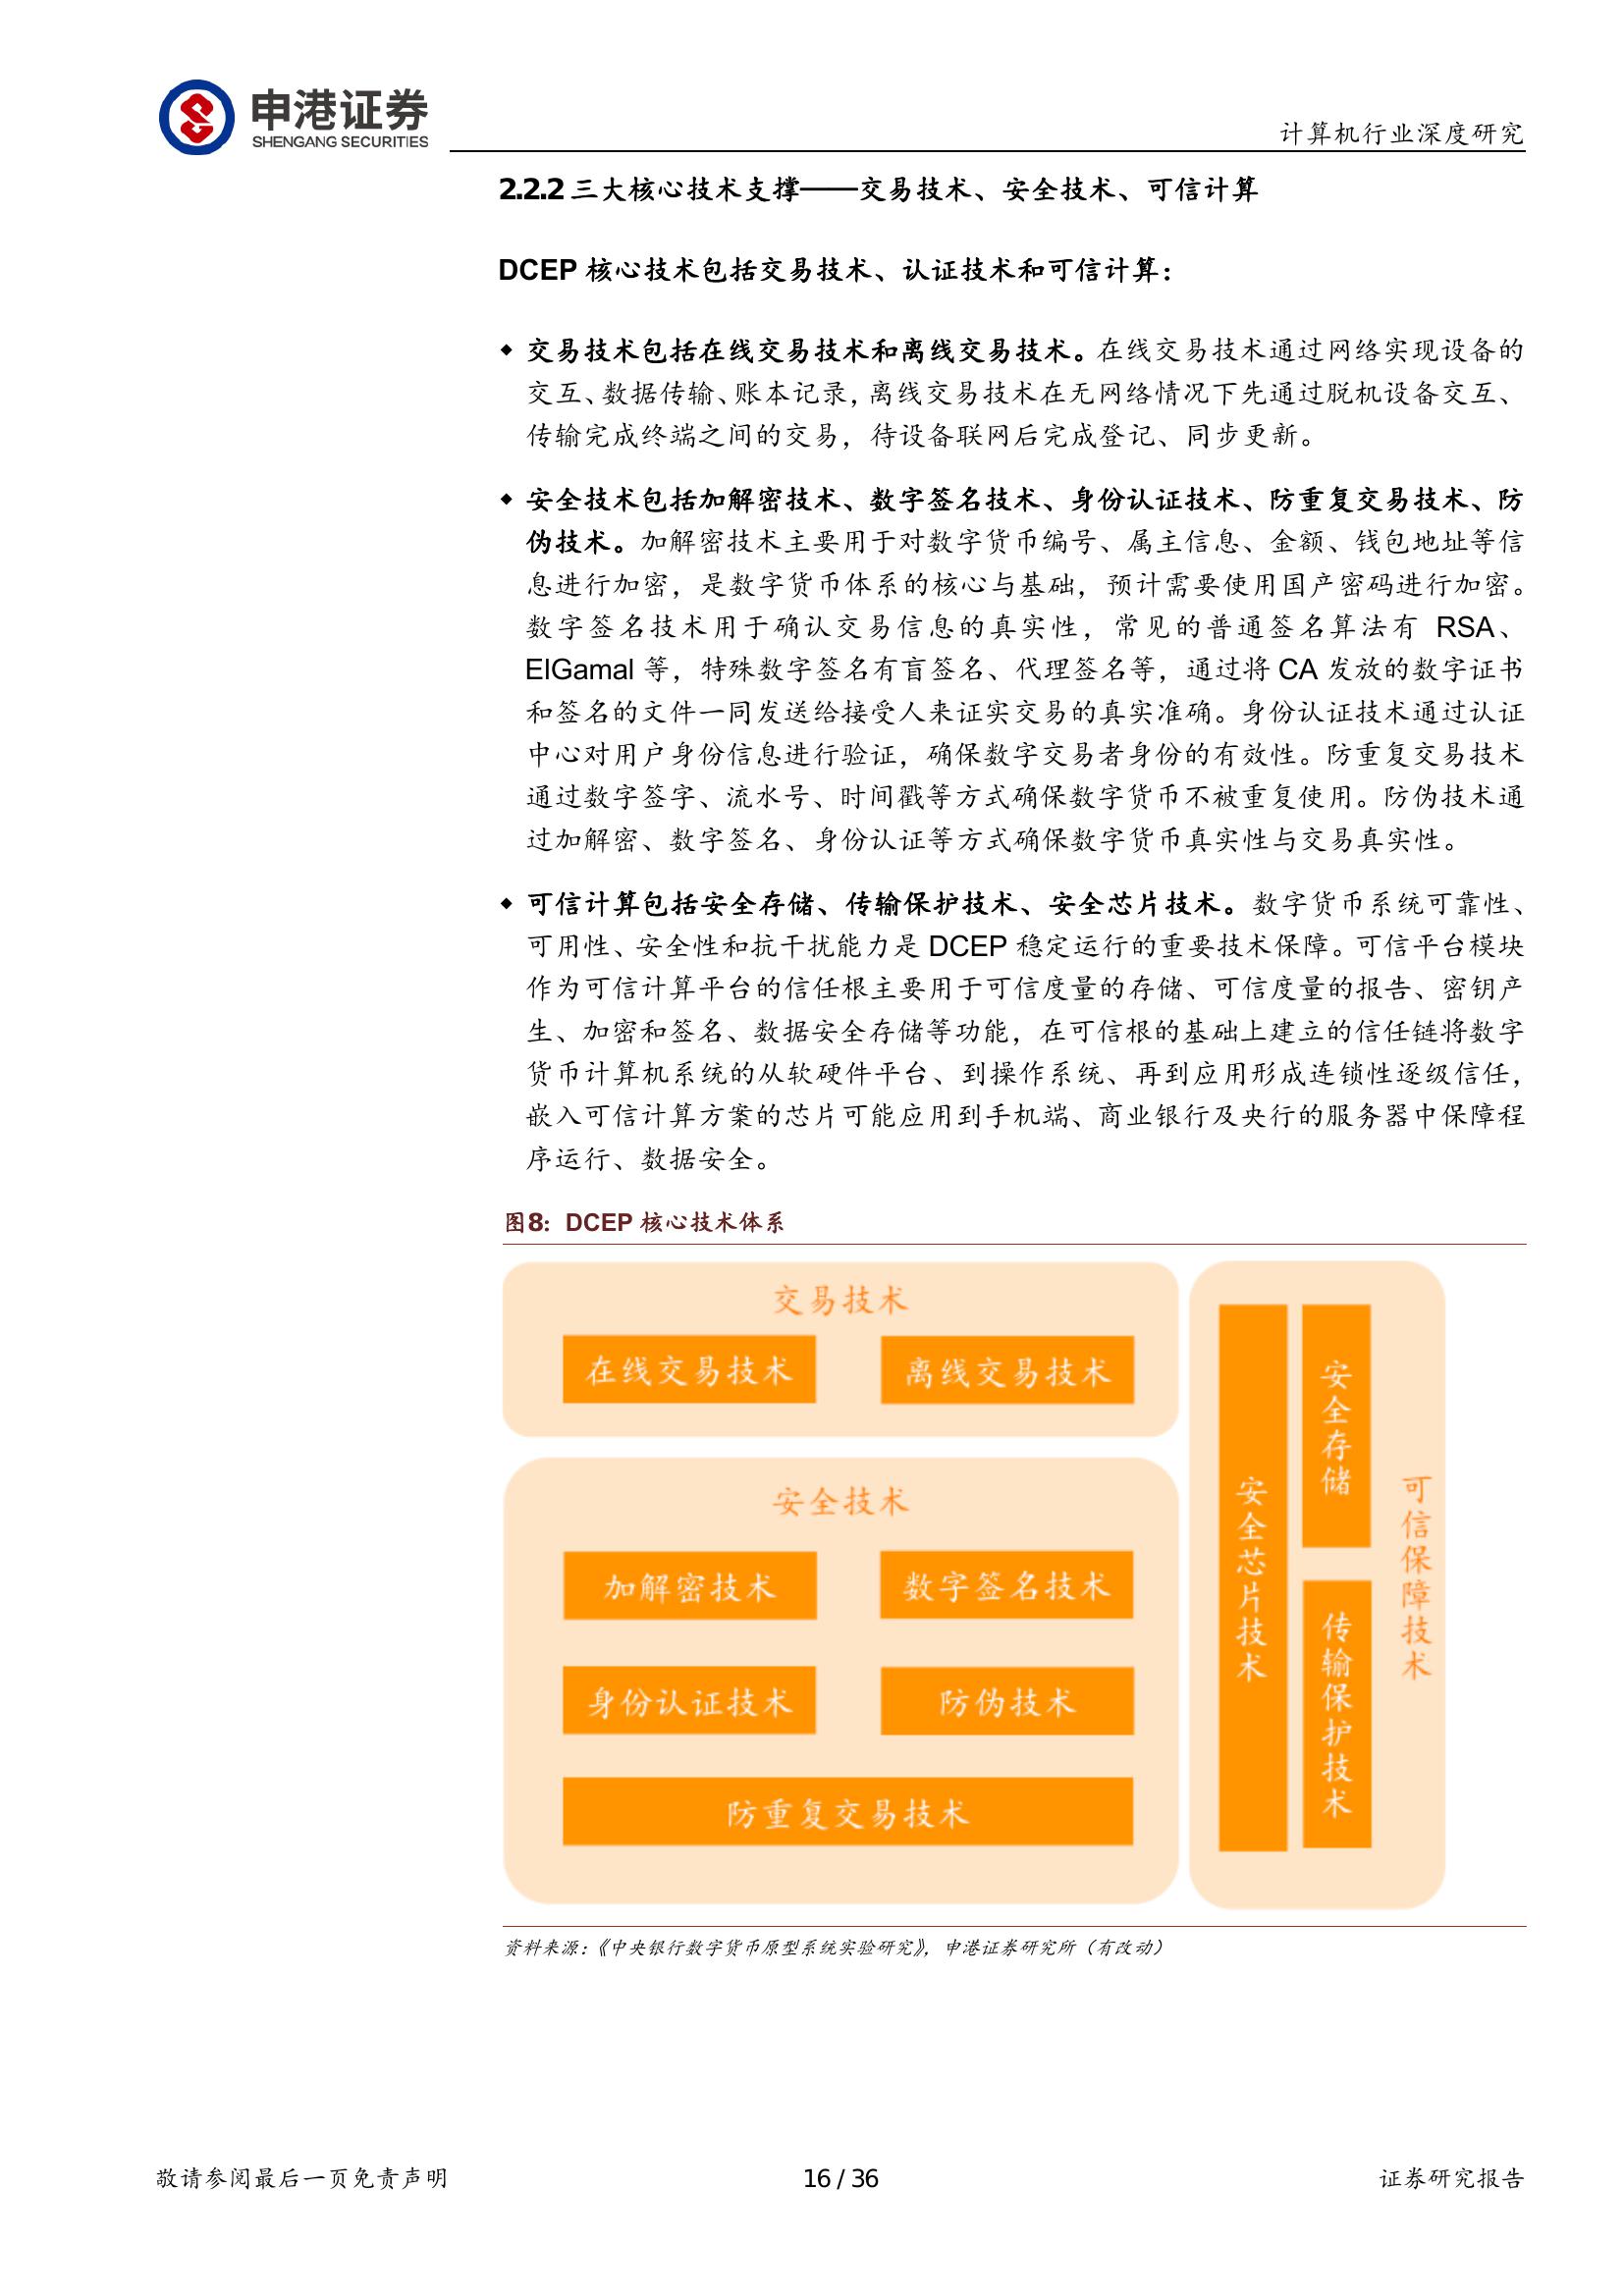 申港证券
SHENGANG SECURITIES
计算机行业深度研究
2.2.2 三大核心技术支撑——交易技术、安全技术、可信计算
DCEP 核心技术包括交易技术、认证技术和可信计算：
◆ 交易技术包括在线交易技术和离线交易技术。在线交易技术通过网络实现设备的
交互、数据传输、账本记录，离线交易技术在无网络情况下先通过脱机设备交互、
传输完成终端之间的交易，待设备联网后完成登记、同步更新。
◆ 安全技术包括加解密技术、数字签名技术、身份认证技术、防重复交易技术、防
伪技术。加解密技术主要用于对数字货币编号、属主信息、金额、钱包地址等信
息进行加密，是数字货币体系的核心与基础，预计需要使用国产密码进行加密。
数字签名技术用于确认交易信息的真实性，常见的普通签名算法有 RSA、
ElGamal 等，特殊数字签名有盲签名、代理签名等，通过将 CA 发放的数字证书
和签名的文件一同发送给接受人来证实交易的真实准确。身份认证技术通过认证
中心对用户身份信息进行验证，确保数字交易者身份的有效性。防重复交易技术
通过数字签字、流水号、时间戳等方式确保数字货币不被重复使用。防伪技术通
过加解密、数字签名、身份认证等方式确保数字货币真实性与交易真实性。
◆ 可信计算包括安全存储、传输保护技术、安全芯片技术。数字货币系统可靠性、
可用性、安全性和抗干扰能力是 DCEP 稳定运行的重要技术保障。可信平台模块
作为可信计算平台的信任根主要用于可信度量的存储、可信度量的报告、密钥产
生、加密和签名、数据安全存储等功能，在可信根的基础上建立的信任链将数字
货币计算机系统的从软硬件平台、到操作系统、再到应用形成连锁性逐级信任，
嵌入可信计算方案的芯片可能应用到手机端、商业银行及央行的服务器中保障程
序运行、数据安全。
图8：DCEP 核心技术体系
交易技术
在线交易技术
离线交易技术
安全技术
加解密技术
数字签名技术
身份认证技术
防伪技术
防重复交易技术
安全芯片技术
安全存储
传输保护技术
可信保障技术
资料来源：《中央银行数字货币原型系统实验研究》，申港证券研究所（有改动）
敬请参阅最后一页免责声明
16 / 36
证券研究报告